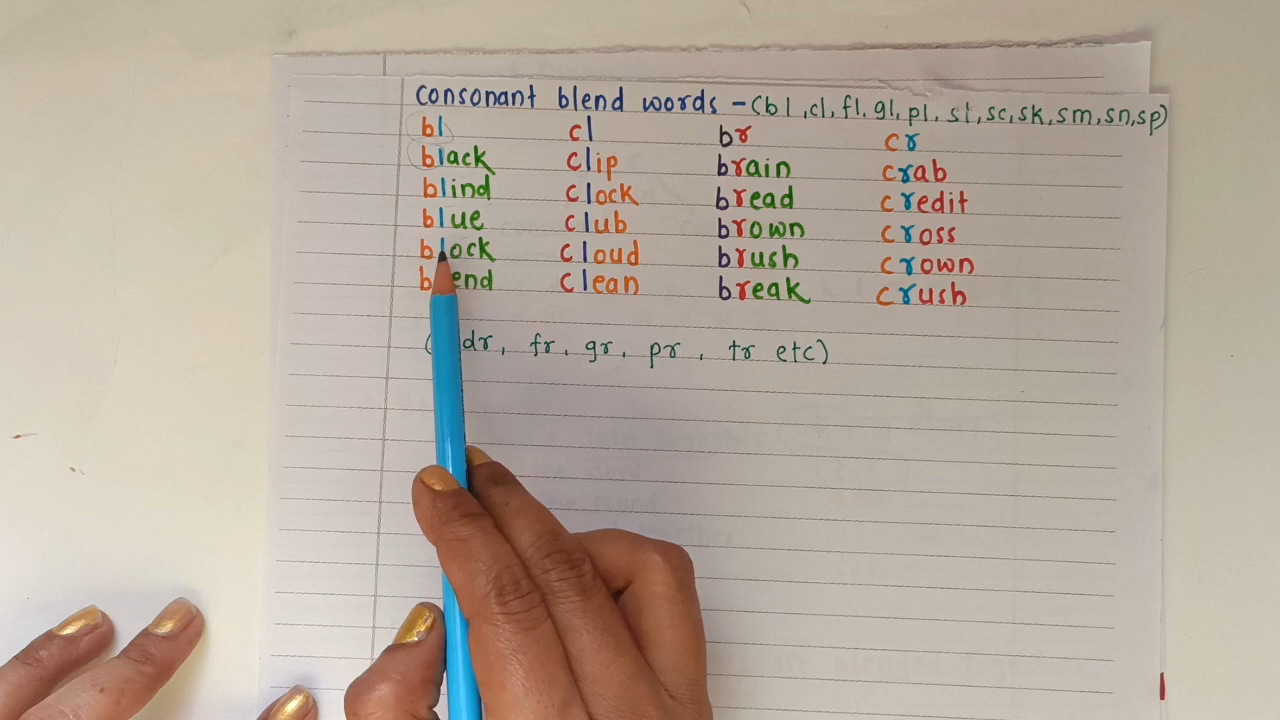 consonant blend words - (bl, cl, fl, gl, pl, sl, sc, sk, sm, sn, sp)
bl cl br cr
black clip brain crab
blind clock bread credit
blue club brown cross
block cloud brush crown
blend clean break crush
(dr, fr, gr, pr, tr etc)